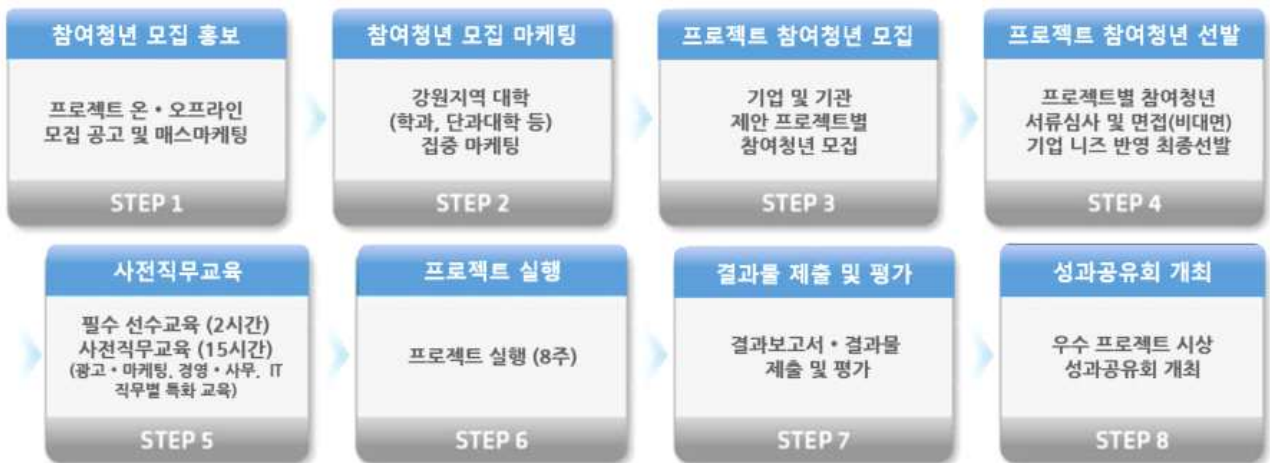 참여청년 모집 홍보
프로젝트 온・오프라인
모집 공고 및 매스마케팅
STEP 1
참여청년 모집 마케팅
강원지역 대학
(학과, 단과대학 등)
집중 마케팅
STEP 2
프로젝트 참여청년 모집
기업 및 기관
제안 프로젝트별
참여청년 모집
STEP 3
프로젝트 참여청년 선발
프로젝트별 참여청년
서류심사 및 면접(비대면)
기업 니즈 반영 최종선발
STEP 4
사전직무교육
필수 선수교육 (2시간)
사전직무교육 (15시간)
(광고・마케팅, 경영・사무, IT
직무별 특화 교육)
STEP 5
프로젝트 실행
프로젝트 실행 (8주)
STEP 6
결과물 제출 및 평가
결과보고서・결과물
제출 및 평가
STEP 7
성과공유회 개최
우수 프로젝트 시상
성과공유회 개최
STEP 8